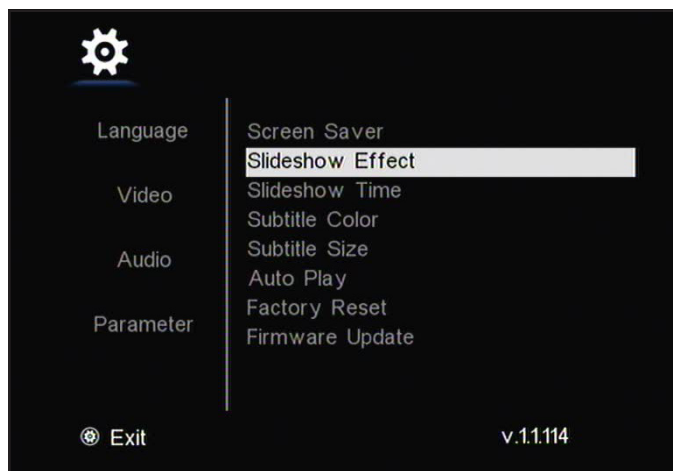 Language
Video
Audio
Parameter
Screen Saver
Slideshow Effect
Slideshow Time
Subtitle Color
Subtitle Size
Auto Play
Factory Reset
Firmware Update
Exit
v.1.1.114